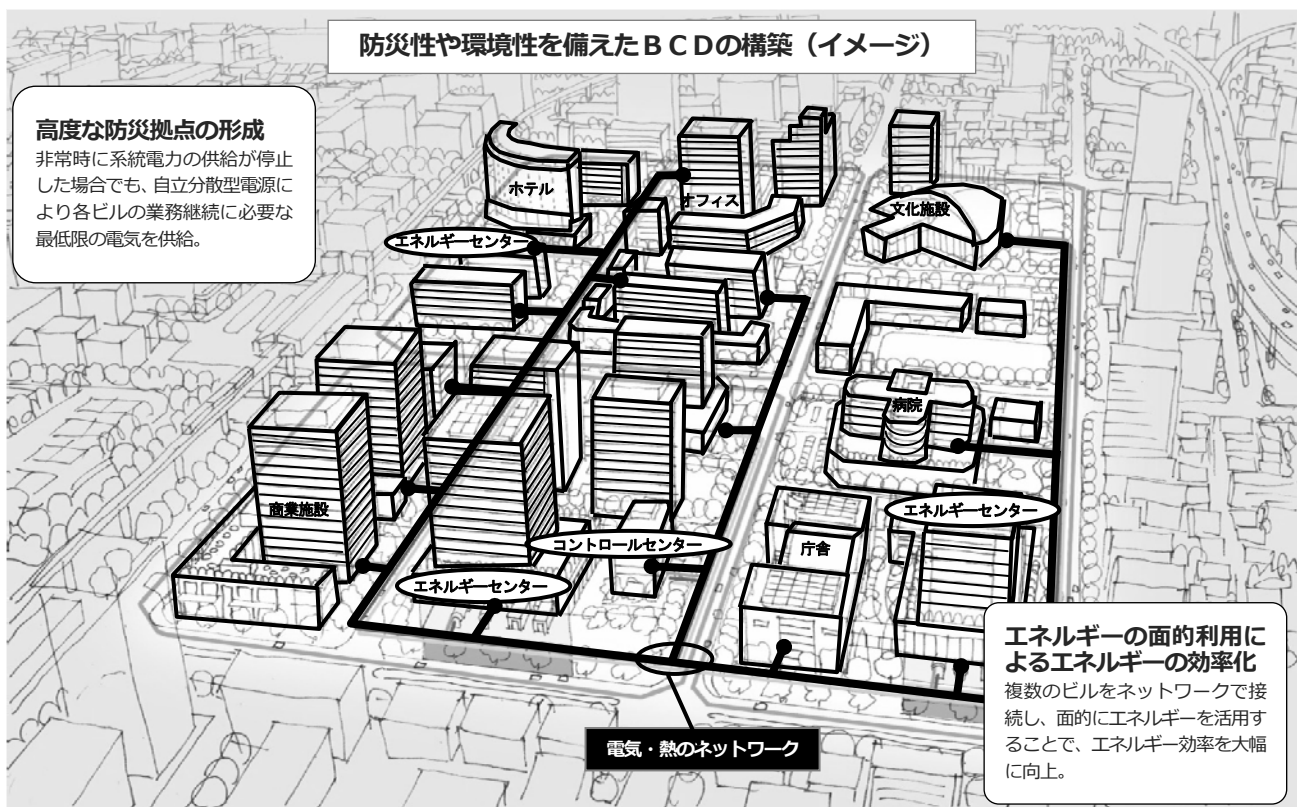 防災性や環境性を備えたＢＣＤの構築（イメージ）
高度な防災拠点の形成
非常時に系統電力の供給が停止
した場合でも、自立分散型電源に
より各ビルの業務継続に必要な
最低限の電気を供給。
ホテル
オフィス
文化施設
エネルギーセンター
病院
商業施設
エネルギーセンター
コントロールセンター
庁舎
エネルギーセンター
エネルギーの面的利用に
よるエネルギーの効率化
複数のビルをネットワークで接
続し、面的にエネルギーを活用す
ることで、エネルギー効率を大幅
に向上。
電気・熱のネットワーク